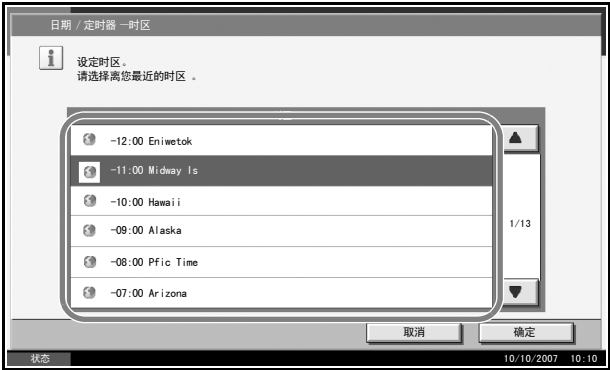 日期 / 定时器 －时区
设定时区。
请选择离您最近的时区 。
-12:00 Eniwetok
-11:00 Midway Is
-10:00 Hawaii
-09:00 Alaska
-08:00 Pfic Time
-07:00 Arizona
1/13
取消
确定
状态
10/10/2007 10:10